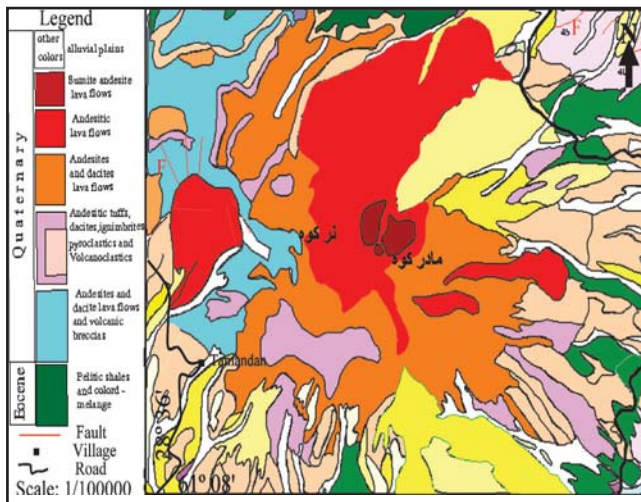 Legend
other
colors
alluvial plains
Sumite andesite
lava flows
Andesitic
lava flows
Andesites
and dacites
lava flows
Andesitic tuffs,
dacites,ignimbrites
pyroclastics and
Volcanoclastics
Andesites and
dacite lava flows
and volcanic
breccias
Pelitic shales
and colord-
melange
Quaternary
Eocene
Fault
Village
Road
Scale: 1/100000
45
F
N
F
نر کوه
مادر کوه
Tamandan
28° 36'
61° 08'